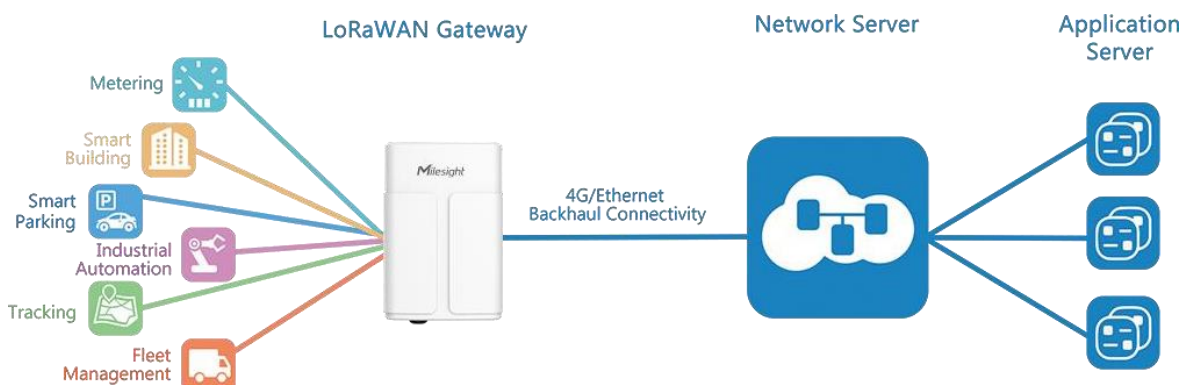 LoRaWAN Gateway
Network Server
Application
Server
Metering
Smart
Building
P
Smart
Parking
Industrial
Automation
Tracking
Fleet
Management
Milesight
4G/Ethernet
Backhaul Connectivity